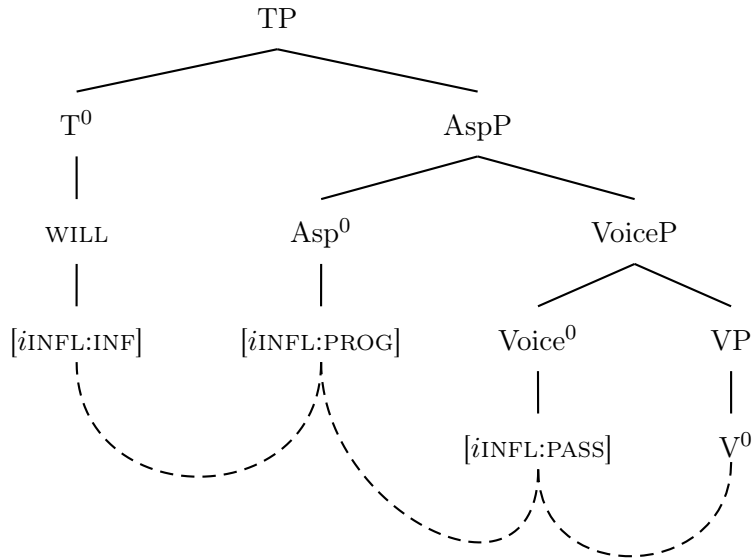 TP
T⁰ AspP
WILL Asp⁰ VoiceP
[iINFL:INF] [iINFL:PROG] Voice⁰ VP
[iINFL:PASS] V⁰